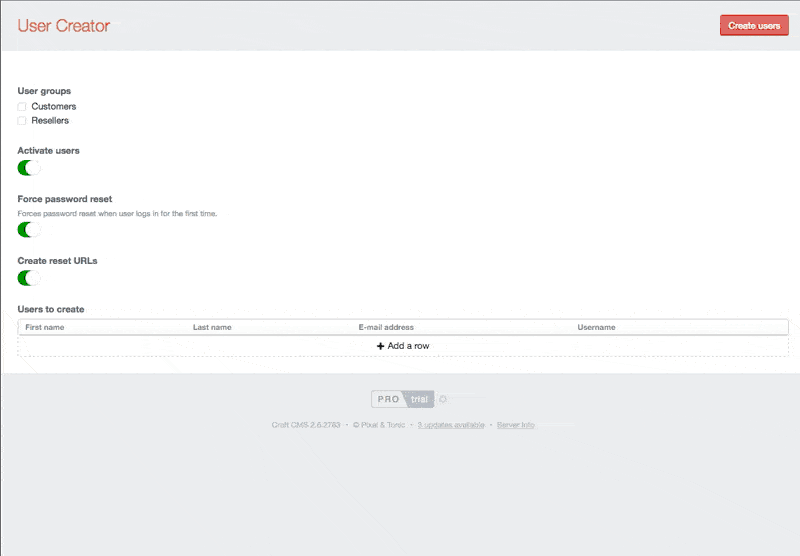 User Creator
Create users
User groups
Customers
Resellers
Activate users
Force password reset
Forces password reset when user logs in for the first time.
Create reset URLs
Users to create
First name Last name E-mail address Username
+ Add a row
PRO trial
Craft CMS 2.6.2783 • © Pixel & Tonic • 3 updates available • Server Info